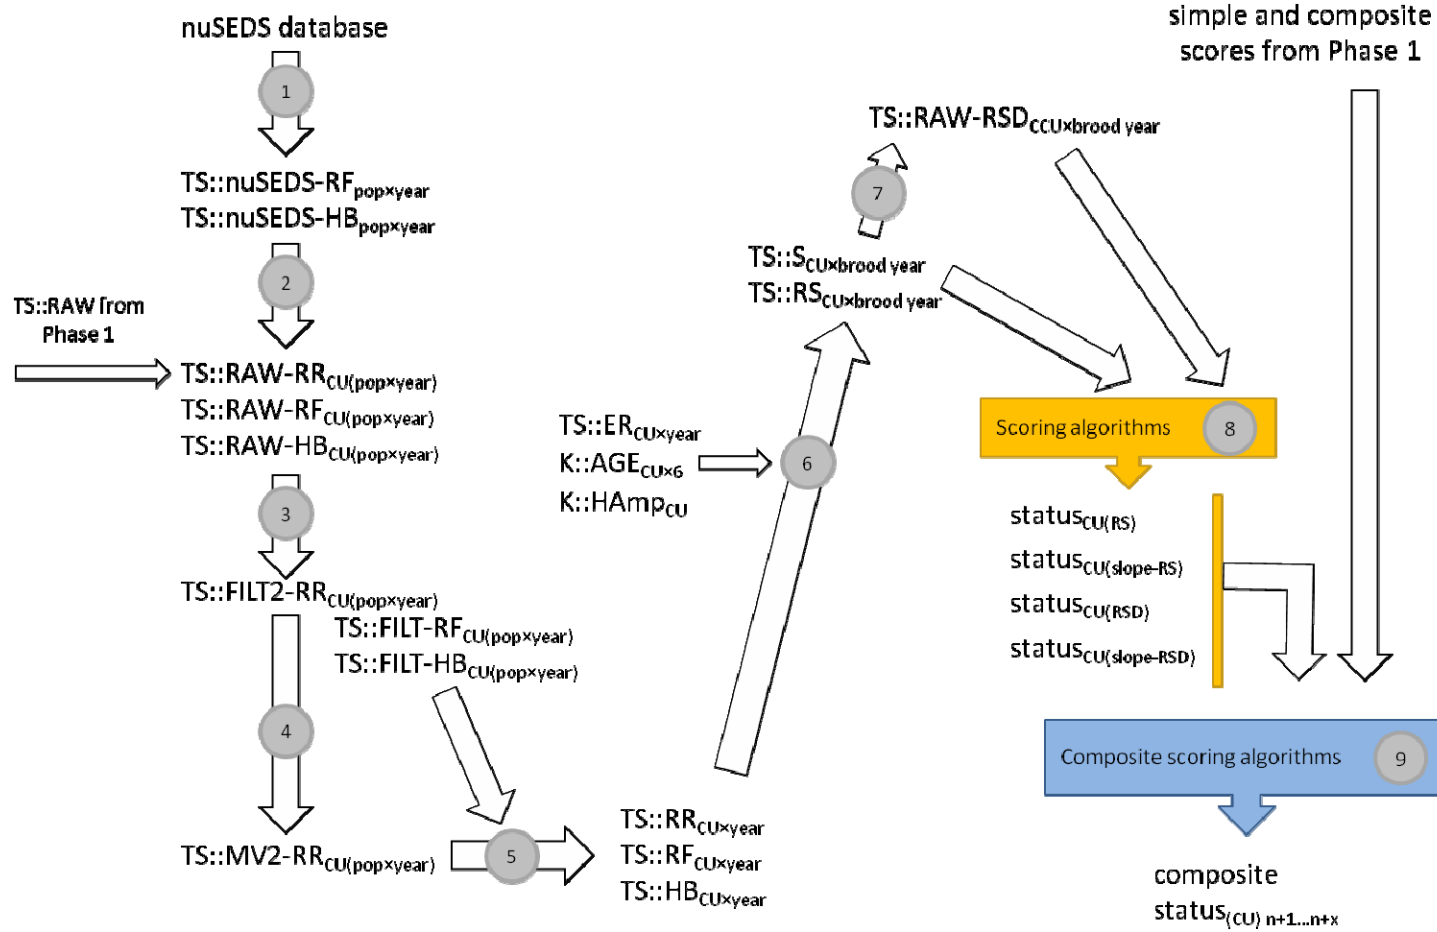 nuSEDS database
1
TS::nuSEDS-RFpop×year
TS::nuSEDS-HBpop×year
2
TS::RAW from
Phase 1
TS::RAW-RRCU(pop×year)
TS::RAW-RFCU(pop×year)
TS::RAW-HBCU(pop×year)
3
TS::FILT2-RRCU(pop×year)
TS::FILT-RFCU(pop×year)
TS::FILT-HBCU(pop×year)
4
TS::MV2-RRCU(pop×year)
5
TS::RRCU×year
TS::RFCU×year
TS::HBCU×year
TS::ERCU×year
K::AGECU×6
K::HAmpCU
6
TS::SCU×brood year
TS::RSCU×brood year
7
TS::RAW-RSDCCU×brood year
simple and composite
scores from Phase 1
Scoring algorithms
8
statusCU(RS)
statusCU(slope-RS)
statusCU(RSD)
statusCU(slope-RSD)
Composite scoring algorithms
9
composite
status(CU) n+1...n+x